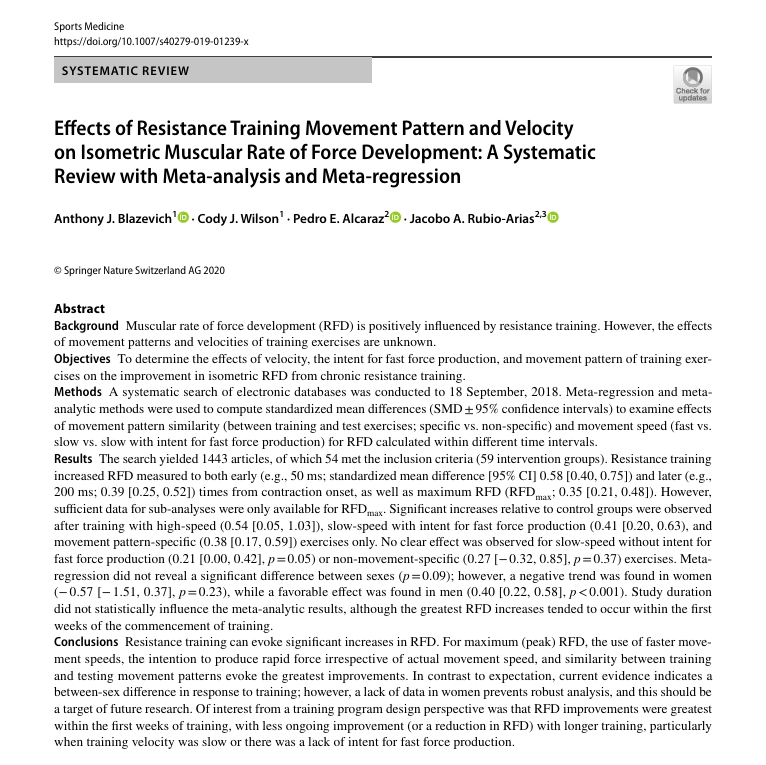 Sports Medicine
https://doi.org/10.1007/s40279-019-01239-x
SYSTEMATIC REVIEW
Check for
updates
Effects of Resistance Training Movement Pattern and Velocity
on Isometric Muscular Rate of Force Development: A Systematic
Review with Meta-analysis and Meta-regression
Anthony J. Blazevich1 iD · Cody J. Wilson1 · Pedro E. Alcaraz2 iD · Jacobo A. Rubio-Arias2,3 iD
© Springer Nature Switzerland AG 2020
Abstract
Background Muscular rate of force development (RFD) is positively influenced by resistance training. However, the effects
of movement patterns and velocities of training exercises are unknown.
Objectives To determine the effects of velocity, the intent for fast force production, and movement pattern of training exer-
cises on the improvement in isometric RFD from chronic resistance training.
Methods A systematic search of electronic databases was conducted to 18 September, 2018. Meta-regression and meta-
analytic methods were used to compute standardized mean differences (SMD ± 95% confidence intervals) to examine effects
of movement pattern similarity (between training and test exercises; specific vs. non-specific) and movement speed (fast vs.
slow vs. slow with intent for fast force production) for RFD calculated within different time intervals.
Results The search yielded 1443 articles, of which 54 met the inclusion criteria (59 intervention groups). Resistance training
increased RFD measured to both early (e.g., 50 ms; standardized mean difference [95% CI] 0.58 [0.40, 0.75]) and later (e.g.,
200 ms; 0.39 [0.25, 0.52]) times from contraction onset, as well as maximum RFD (RFDmax; 0.35 [0.21, 0.48]). However,
sufficient data for sub-analyses were only available for RFDmax. Significant increases relative to control groups were observed
after training with high-speed (0.54 [0.05, 1.03]), slow-speed with intent for fast force production (0.41 [0.20, 0.63), and
movement pattern-specific (0.38 [0.17, 0.59]) exercises only. No clear effect was observed for slow-speed without intent for
fast force production (0.21 [0.00, 0.42], p = 0.05) or non-movement-specific (0.27 [− 0.32, 0.85], p = 0.37) exercises. Meta-
regression did not reveal a significant difference between sexes (p = 0.09); however, a negative trend was found in women
(− 0.57 [− 1.51, 0.37], p = 0.23), while a favorable effect was found in men (0.40 [0.22, 0.58], p < 0.001). Study duration
did not statistically influence the meta-analytic results, although the greatest RFD increases tended to occur within the first
weeks of the commencement of training.
Conclusions Resistance training can evoke significant increases in RFD. For maximum (peak) RFD, the use of faster move-
ment speeds, the intention to produce rapid force irrespective of actual movement speed, and similarity between training
and testing movement patterns evoke the greatest improvements. In contrast to expectation, current evidence indicates a
between-sex difference in response to training; however, a lack of data in women prevents robust analysis, and this should be
a target of future research. Of interest from a training program design perspective was that RFD improvements were greatest
within the first weeks of training, with less ongoing improvement (or a reduction in RFD) with longer training, particularly
when training velocity was slow or there was a lack of intent for fast force production.